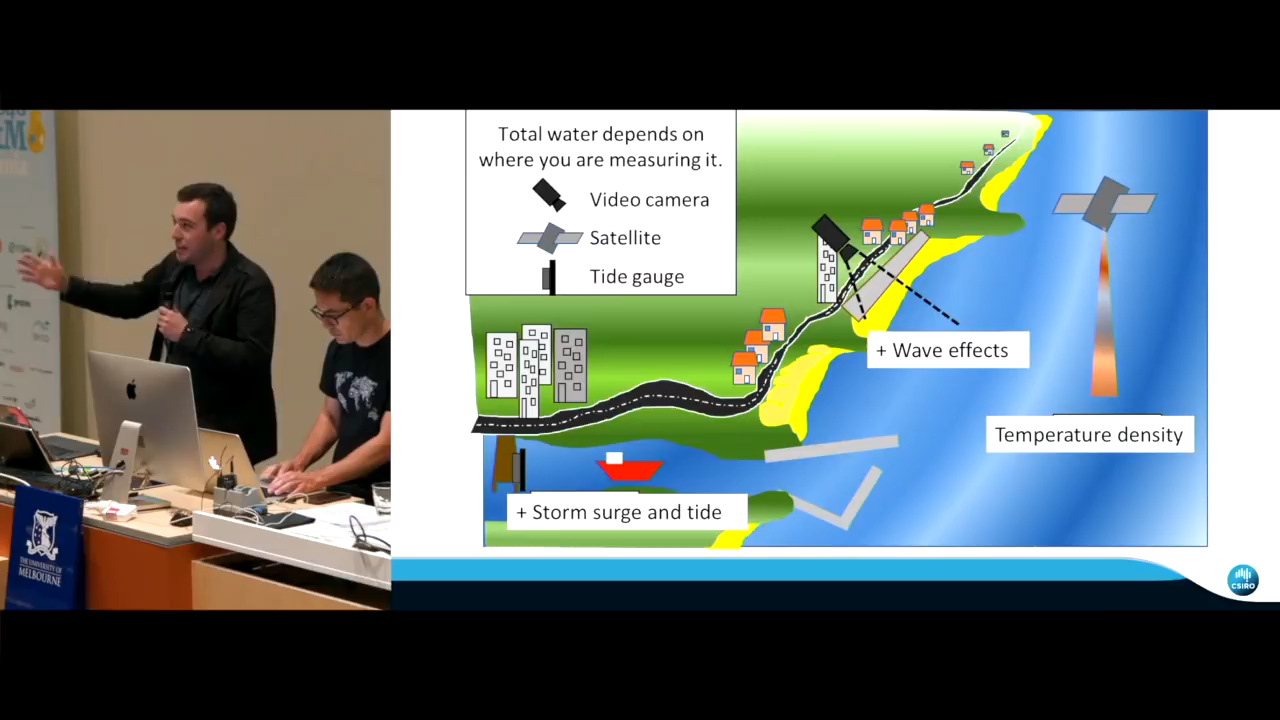 Total water depends on
where you are measuring it.
Video camera
Satellite
Tide gauge
+ Wave effects
Temperature density
+ Storm surge and tide
CSIRO
THE UNIVERSITY OF
MELBOURNE